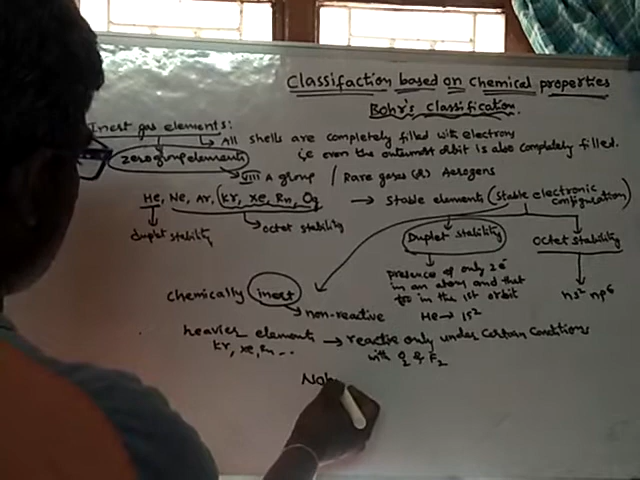 Classifaction based on Chemical properties
Bohr's classification.
Inert gas elements:
All shells are completely filled with electrons
zero group elements
i.e even the outermost orbit is also completely filled.
VIII A group / Rare gases (or) Aerogens
He, Ne, Ar, (Kr, Xe, Rn, Og → stable elements (stable electronic configuration)
duplet stability
octet stability
Duplet stability
octet stability
presence of only 2e⁻
in an atom and that
in the 1st orbit
He → 1s²
ns² np⁶
chemically inert
→ non-reactive
heavier elements → reactive only under certain conditions
Kr, Xe, Rn...
with O₂ & F₂
Nob